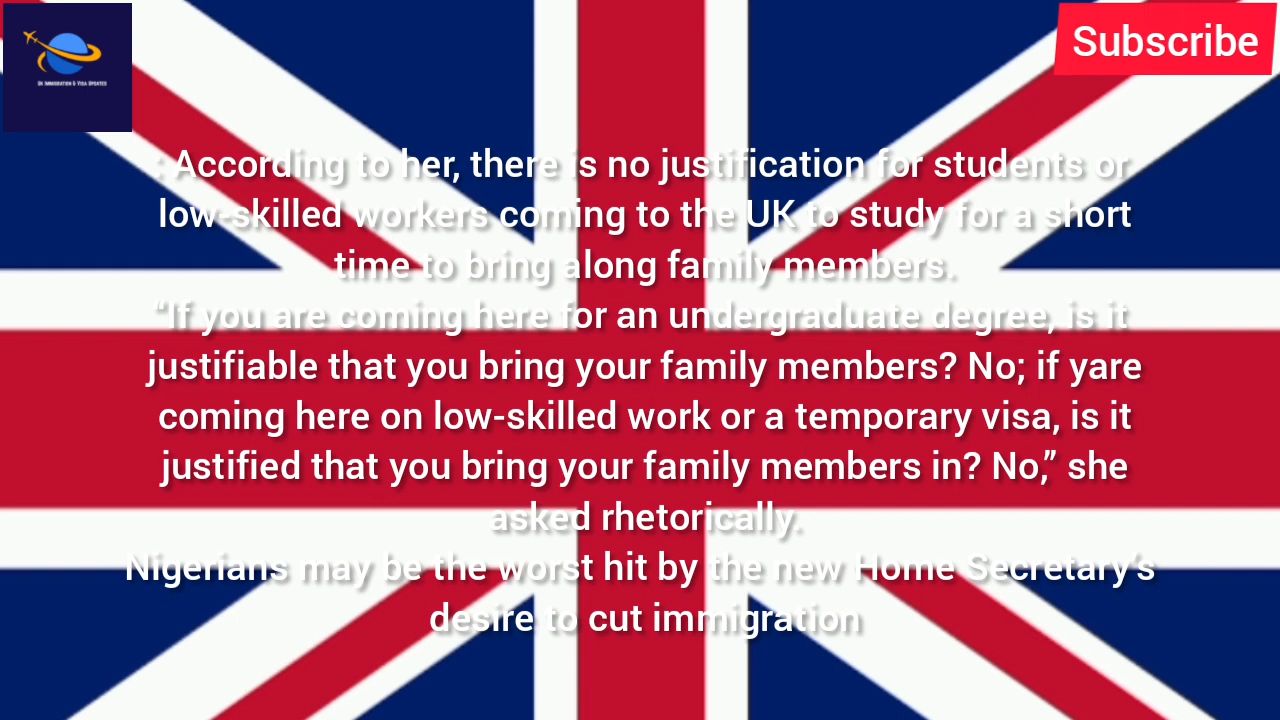 UK Immigration & Visa Updates
Subscribe
: According to her, there is no justification for students or
low-skilled workers coming to the UK to study for a short
time to bring along family members.
“If you are coming here for an undergraduate degree, is it
justifiable that you bring your family members? No; if yare
coming here on low-skilled work or a temporary visa, is it
justified that you bring your family members in? No,” she
asked rhetorically.
Nigerians may be the worst hit by the new Home Secretary’s
desire to cut immigration